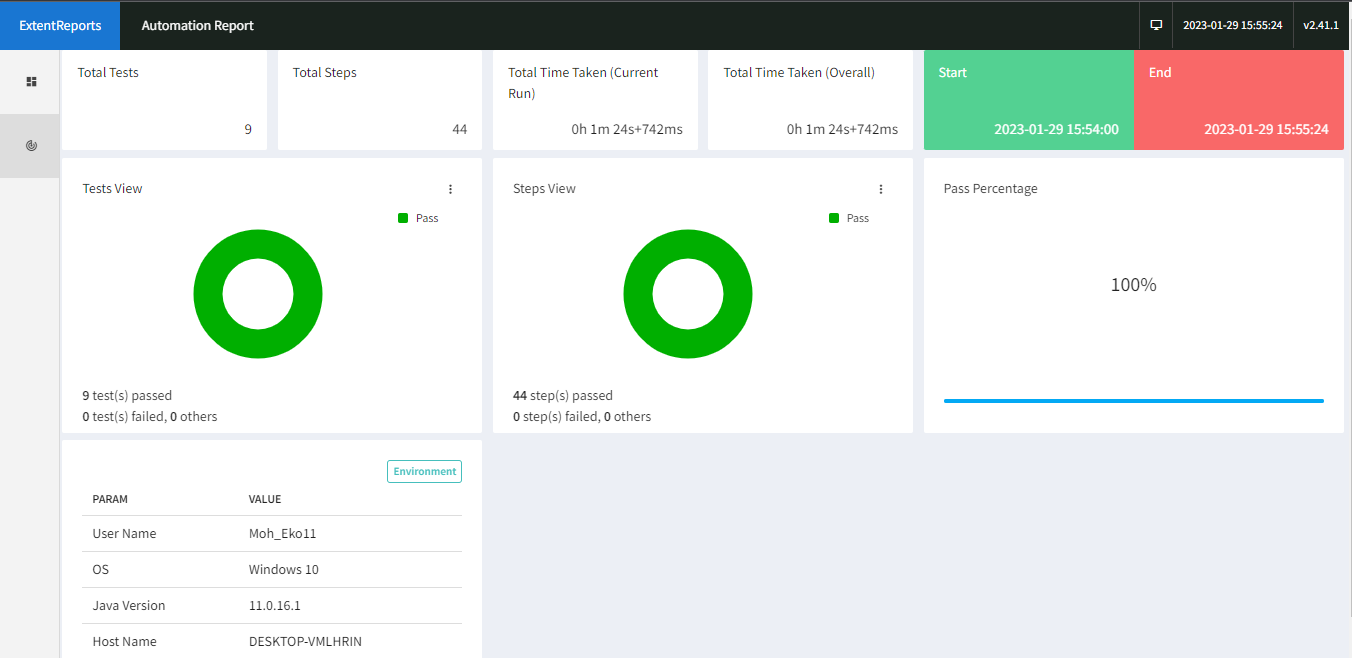 ExtentReports
Automation Report
2023-01-29 15:55:24
v2.41.1
Total Tests
9
Total Steps
44
Total Time Taken (Current
Run)
0h 1m 24s+742ms
Total Time Taken (Overall)
0h 1m 24s+742ms
Start
2023-01-29 15:54:00
End
2023-01-29 15:55:24
Tests View
Pass
9 test(s) passed
0 test(s) failed, 0 others
Steps View
Pass
44 step(s) passed
0 step(s) failed, 0 others
Pass Percentage
100%
Environment
PARAM VALUE
User Name Moh_Eko11
OS Windows 10
Java Version 11.0.16.1
Host Name DESKTOP-VMLHRIN